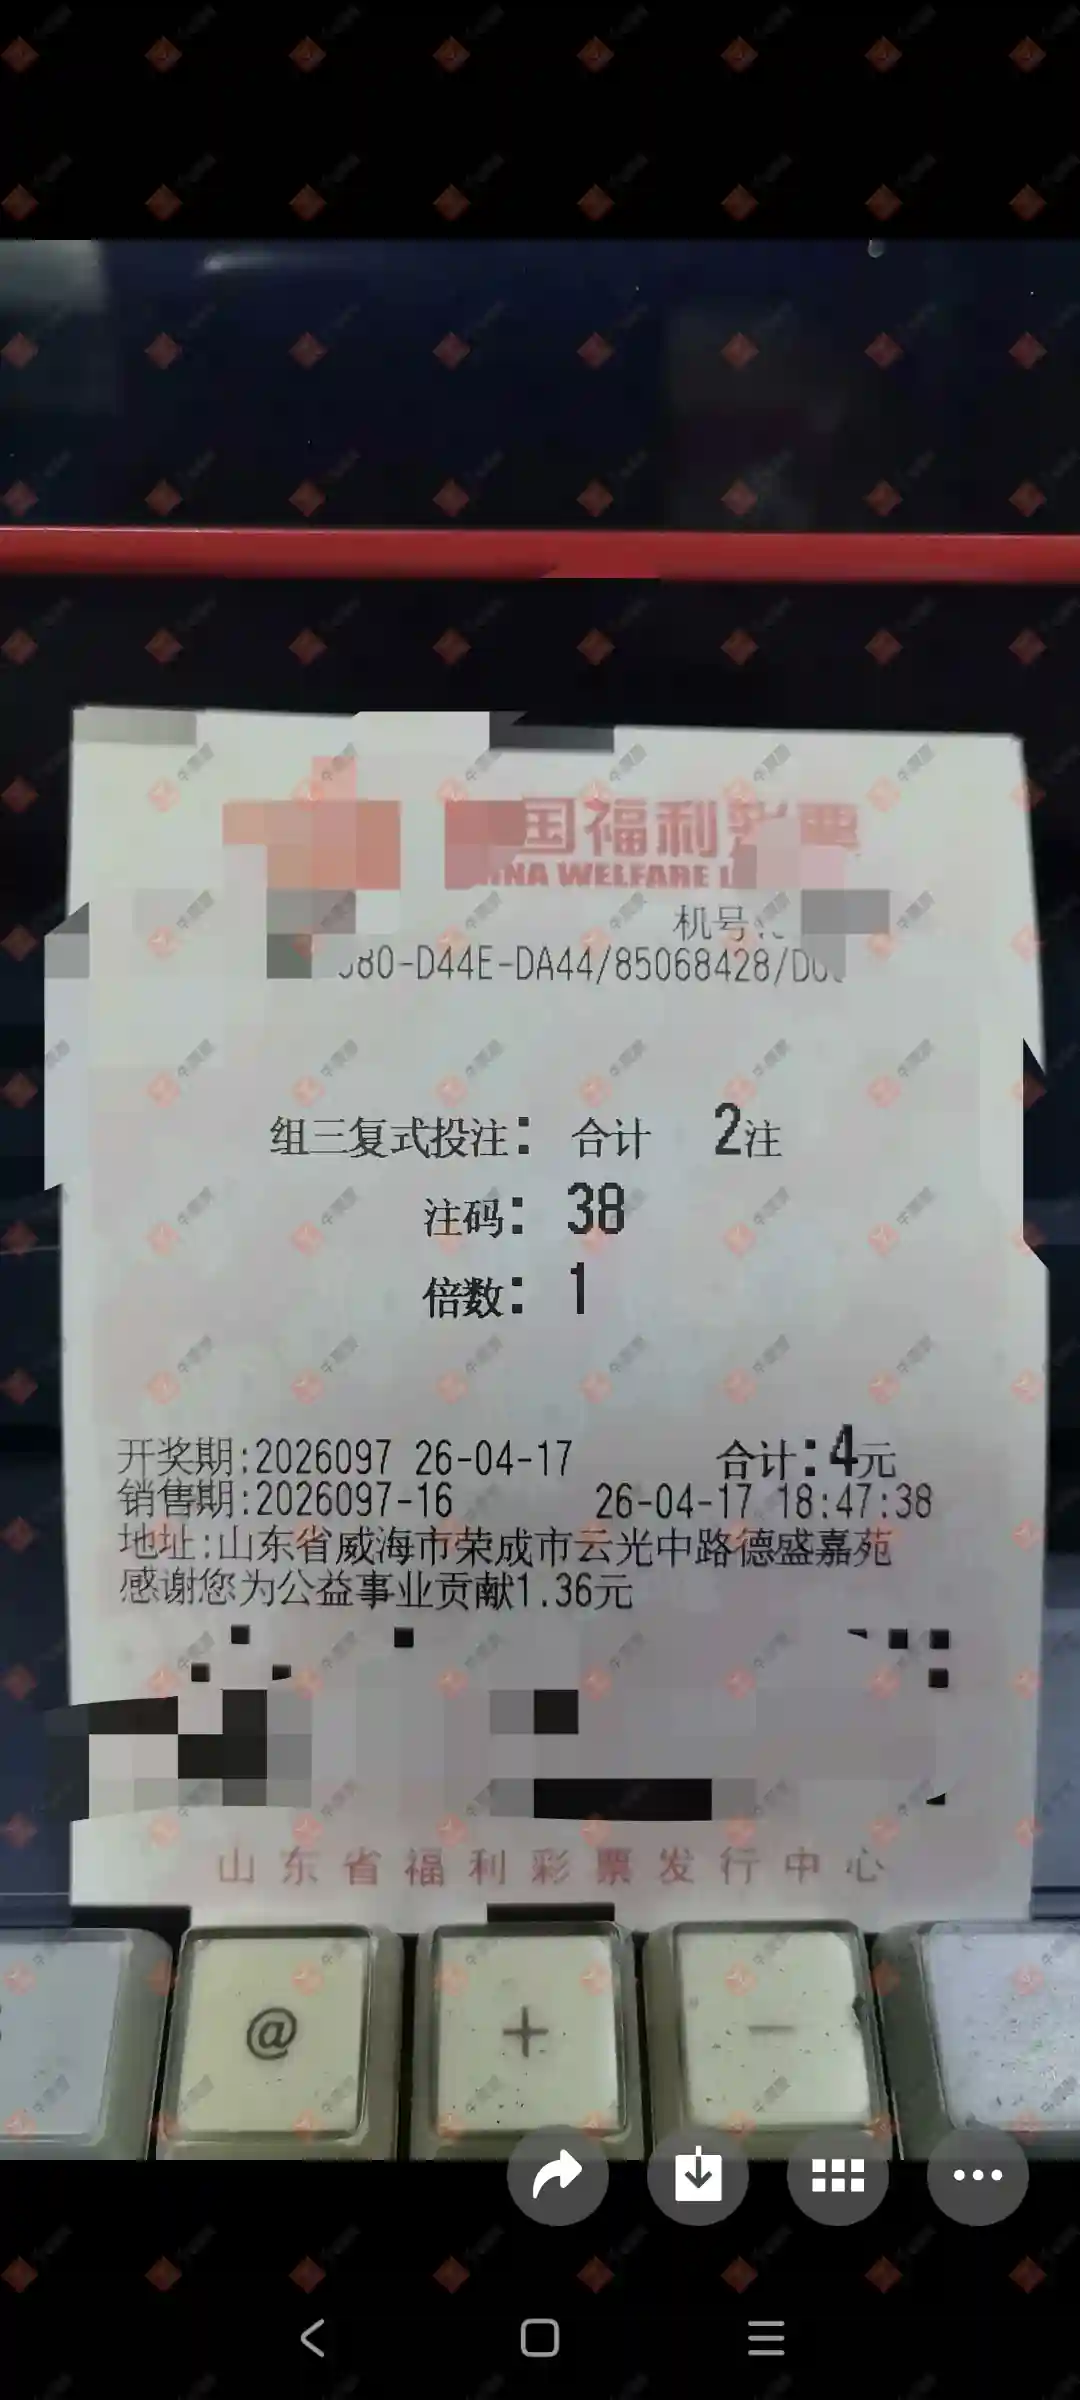 国福利彩票
NA WELFARE L
机号:
80-D44E-DA44/85068428/D0
组三复式投注: 合计 2注
注码: 38
倍数: 1
开奖期:2026097 26-04-17 合计:4元
销售期:2026097-16 26-04-17 18:47:38
地址:山东省威海市荣成市云光中路德盛嘉苑
感谢您为公益事业贡献1.36元
山东省福利彩票发行中心
@ + −